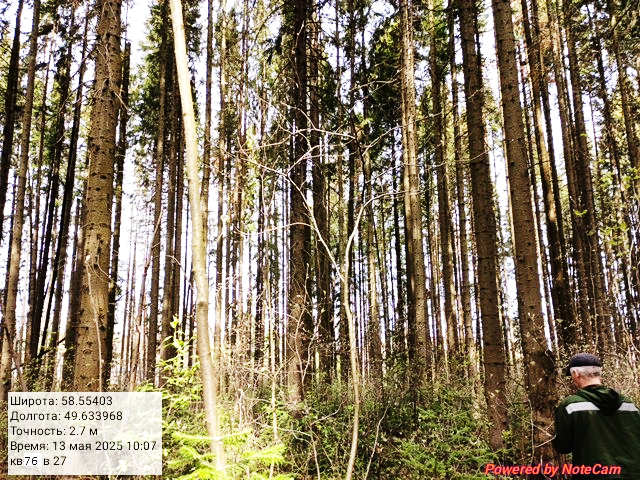 Широта: 58.55403
Долгота: 49.633968
Точность: 2.7 м
Время: 13 мая 2025 10:07
кв76 в 27
Powered by NoteCam